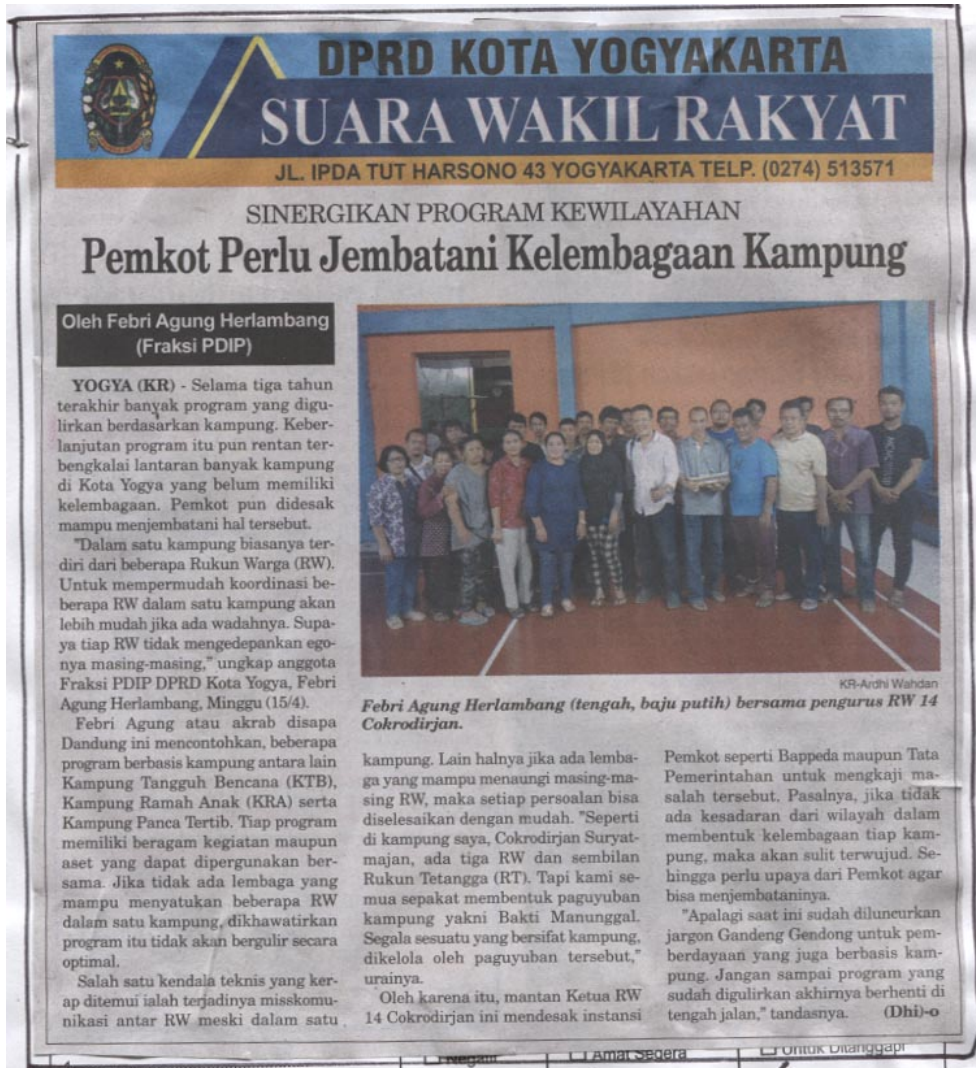 DPRD KOTA YOGYAKARTA
SUARA WAKIL RAKYAT
JL. IPDA TUT HARSONO 43 YOGYAKARTA TELP. (0274) 513571
SINERGIKAN PROGRAM KEWILAYAHAN
Pemkot Perlu Jembatani Kelembagaan Kampung
Oleh Febri Agung Herlambang
(Fraksi PDIP)
YOGYA (KR) - Selama tiga tahun
terakhir banyak program yang digu-
lirkan berdasarkan kampung. Keber-
lanjutan program itu pun rentan ter-
bengkalai lantaran banyak kampung
di Kota Yogya yang belum memiliki
kelembagaan. Pemkot pun didesak
mampu menjembatani hal tersebut.
"Dalam satu kampung biasanya ter-
diri dari beberapa Rukun Warga (RW).
Untuk mempermudah koordinasi be-
berapa RW dalam satu kampung akan
lebih mudah jika ada wadahnya. Supa-
ya tiap RW tidak mengedepankan ego-
nya masing-masing," ungkap anggota
Fraksi PDIP DPRD Kota Yogya, Febri
Agung Herlambang, Minggu (15/4).
Febri Agung atau akrab disapa
Dandung ini mencontohkan, beberapa
program berbasis kampung antara lain
Kampung Tangguh Bencana (KTB),
Kampung Ramah Anak (KRA) serta
Kampung Panca Tertib. Tiap program
memiliki beragam kegiatan maupun
aset yang dapat dipergunakan ber-
sama. Jika tidak ada lembaga yang
mampu menyatukan beberapa RW
dalam satu kampung, dikhawatirkan
program itu tidak akan bergulir secara
optimal.
Salah satu kendala teknis yang ker-
ap ditemui ialah terjadinya misskomu-
nikasi antar RW meski dalam satu
KR-Ardhi Wahdan
Febri Agung Herlambang (tengah, baju putih) bersama pengurus RW 14
Cokrodirjan.
kampung. Lain halnya jika ada lemba-
ga yang mampu menaungi masing-ma-
sing RW, maka setiap persoalan bisa
diselesaikan dengan mudah. "Seperti
di kampung saya, Cokrodirjan Suryat-
majan, ada tiga RW dan sembilan
Rukun Tetangga (RT). Tapi kami se-
mua sepakat membentuk paguyuban
kampung yakni Bakti Manunggal.
Segala sesuatu yang bersifat kampung,
dikelola oleh paguyuban tersebut,"
urainya.
Oleh karena itu, mantan Ketua RW
14 Cokrodirjan ini mendesak instansi
Pemkot seperti Bappeda maupun Tata
Pemerintahan untuk mengkaji ma-
salah tersebut. Pasalnya, jika tidak
ada kesadaran dari wilayah dalam
membentuk kelembagaan tiap kam-
pung, maka akan sulit terwujud. Se-
hingga perlu upaya dari Pemkot agar
bisa menjembataninya.
"Apalagi saat ini sudah diluncurkan
jargon Gandeng Gendong untuk pem-
berdayaan yang juga berbasis kam-
pung. Jangan sampai program yang
sudah digulirkan akhirnya berhenti di
tengah jalan," tandasnya. (Dhi)-o
Negatif Amat Segera Untuk Ditanggapi